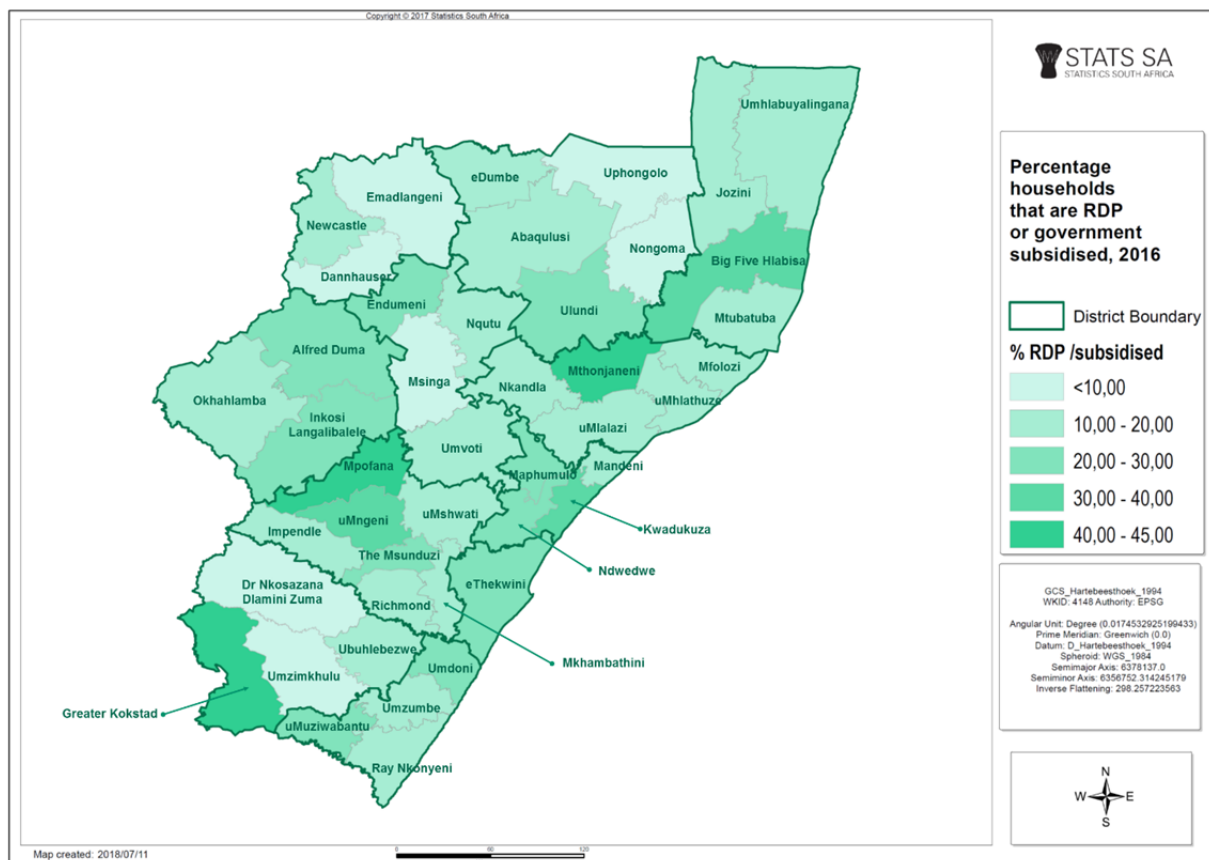 Copyright © 2017 Statistics South Africa
STATS SA
STATISTICS SOUTH AFRICA
Percentage
households
that are RDP
or government
subsidised, 2016
District Boundary
% RDP /subsidised
<10,00
10,00 - 20,00
20,00 - 30,00
30,00 - 40,00
40,00 - 45,00
GCS_Hartebeesthoek_1994
WKID: 4148 Authority: EPSG
Angular Unit: Degree (0.0174532925199433)
Prime Meridian: Greenwich (0.0)
Datum: D_Hartebeesthoek_1994
Spheroid: WGS_1984
Semimajor Axis: 6378137.0
Semiminor Axis: 6356752.314245179
Inverse Flattening: 298.257223563
N
W E
S
Umhlabuyalingana
eDumbe
Uphongolo
Emadlangeni
Jozini
Newcastle
Abaqulusi
Nongoma
Big Five Hlabisa
Dannhauser
Endumeni
Ulundi
Mtubatuba
Nqutu
Alfred Duma
Mthonjaneni
Mfolozi
Msinga
Nkandla
Okhahlamba
uMhlathuze
Inkosi
Langalibalele
uMlalazi
Umvoti
Mpofana
Maphumulo
Mandeni
uMshwati
uMngeni
Kwadukuza
Impendle
The Msunduzi
Ndwedwe
eThekwini
Dr Nkosazana
Dlamini Zuma
Richmond
Ubuhlebezwe
Mkhambathini
Umdoni
Umzimkhulu
Umzumbe
Greater Kokstad
uMuziwabantu
Ray Nkonyeni
Map created: 2018/07/11
0 60 120